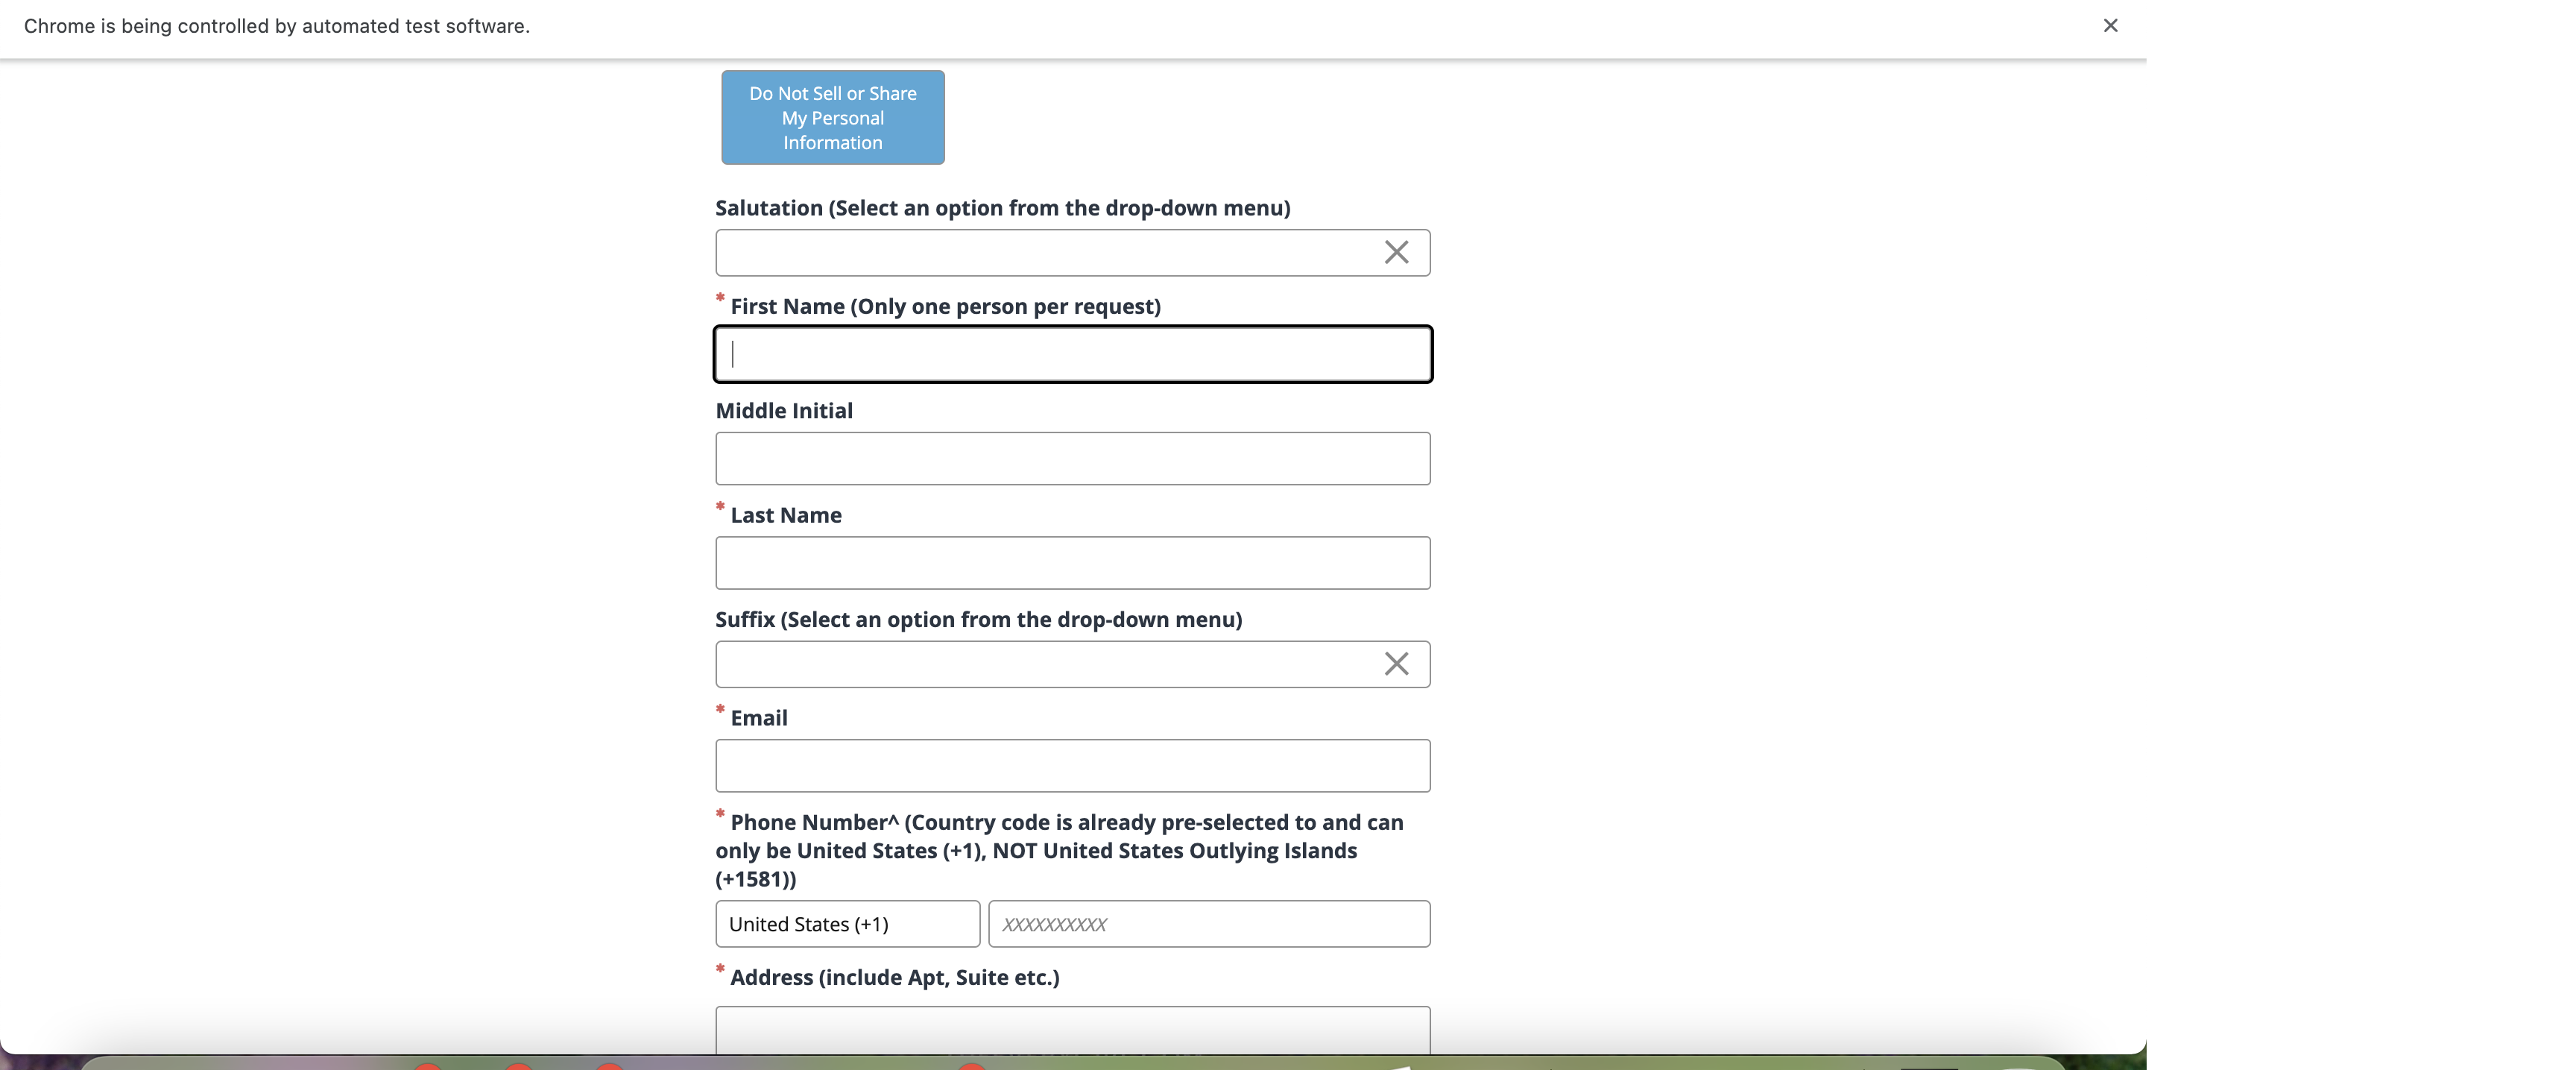 Chrome is being controlled by automated test software.
Do Not Sell or Share
My Personal
Information
Salutation (Select an option from the drop-down menu)
* First Name (Only one person per request)
Middle Initial
* Last Name
Suffix (Select an option from the drop-down menu)
* Email
* Phone Number^ (Country code is already pre-selected to and can
only be United States (+1), NOT United States Outlying Islands
(+1581))
United States (+1) XXXXXXXXXX
* Address (include Apt, Suite etc.)